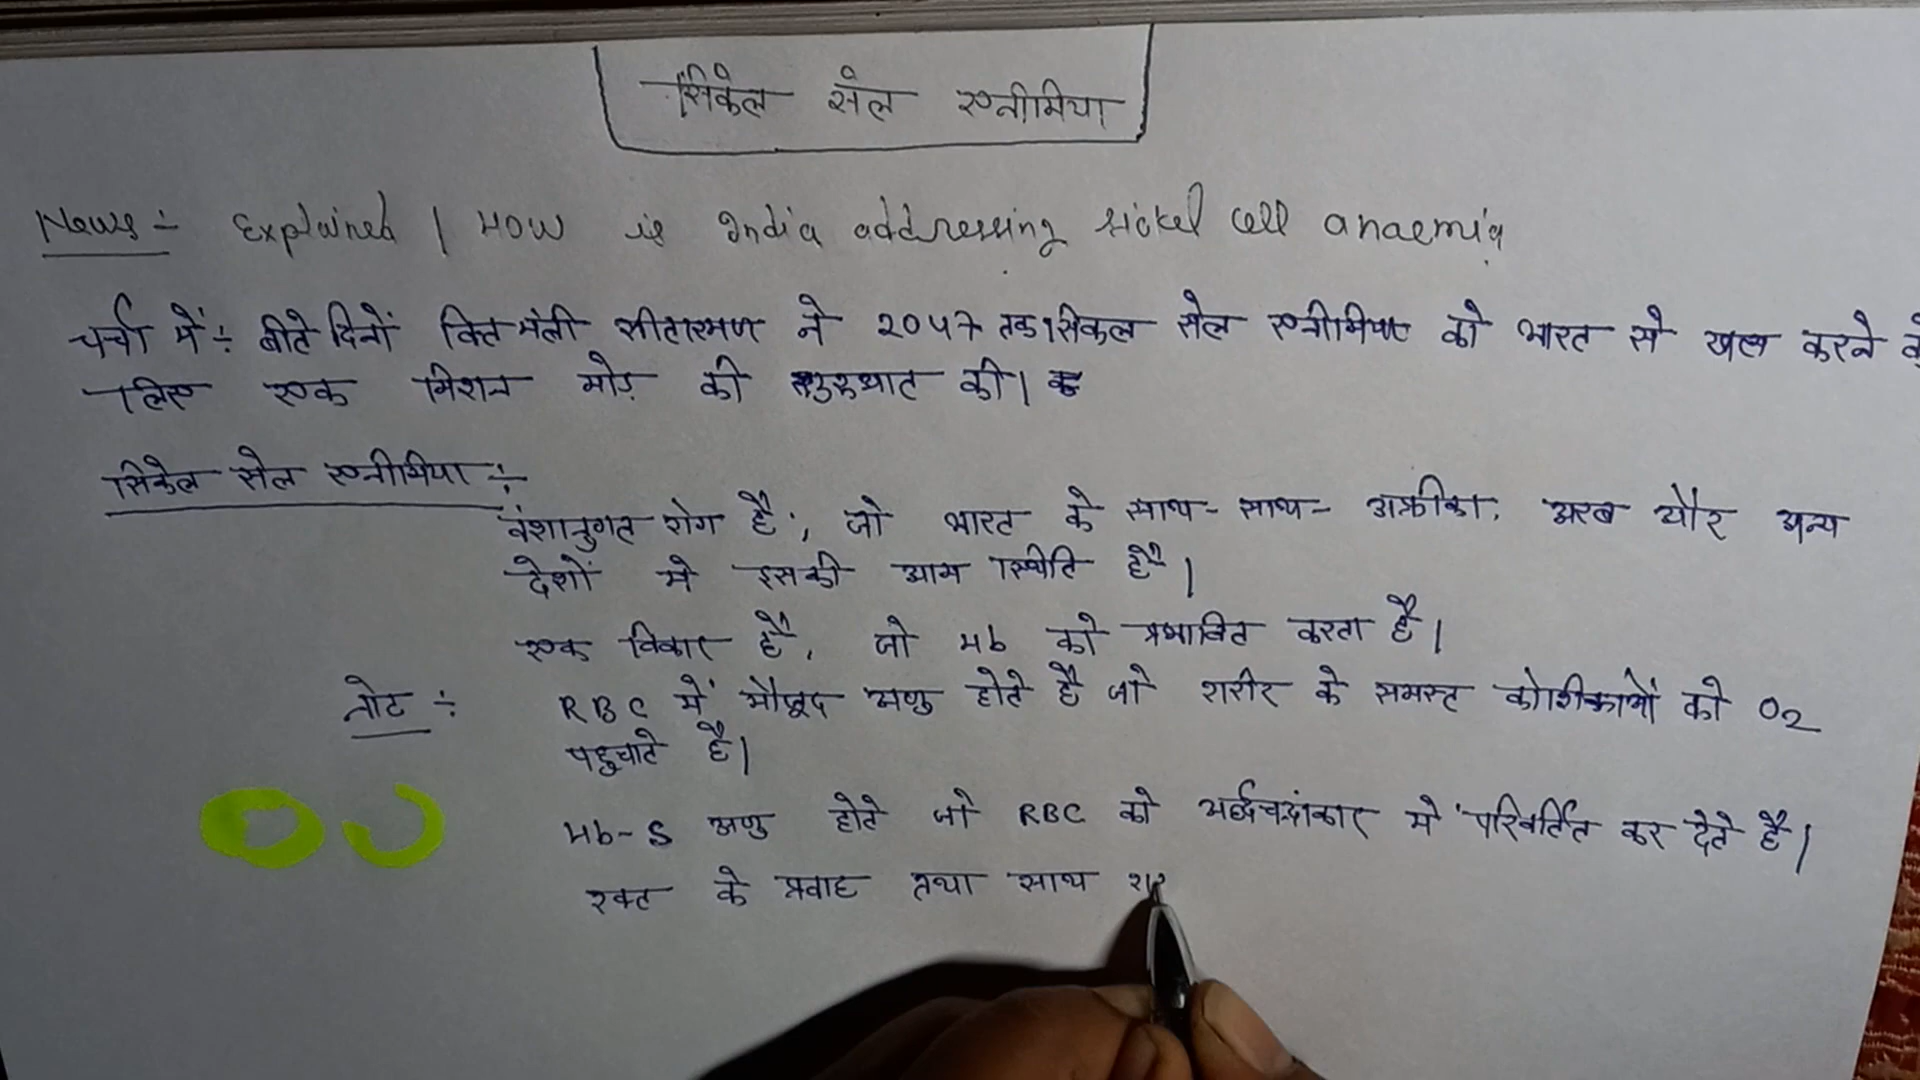 सिकेल सेल एनीमिया
News :- Explained / How is India addressing sickel cell anaemia
चर्चा में :- बीते दिनों वित्त मंत्री सीतारमण ने 2047 तक सिकल सेल एनीमिया को भारत से खत्म करने के
लिए एक मिशन मोड़ की शुरुआत की।
सिकेल सेल एनीमिया :-
वंशानुगत रोग है, जो भारत के साथ-साथ- अफ्रीका, अरब और अन्य
देशों मे इसकी आम स्थिति है।
एक विकार है, जो Hb को प्रभावित करता है।
नोट :- RBC में मौजूद अणु होते है जो शरीर के समस्त कोशिकाओं को O2
पहुचाते है।
Hb-S अणु होते जो RBC को अर्द्धचद्रांकार मे परिवर्तित कर देते है।
रक्त के प्रवाह तथा साथ